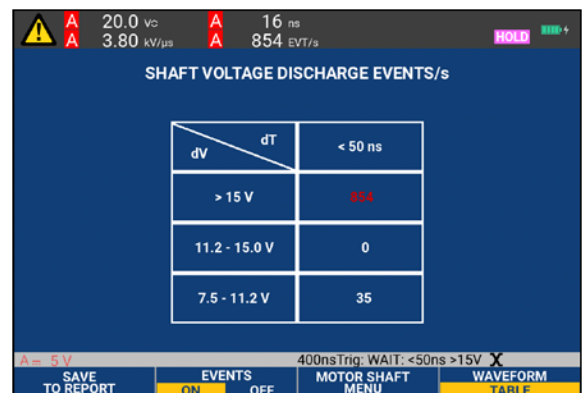 A 20.0 Vc A 16 ns
A 3.80 kV/µs A 854 EVT/s
HOLD
SHAFT VOLTAGE DISCHARGE EVENTS/s
dV dT < 50 ns
> 15 V 854
11.2 - 15.0 V 0
7.5 - 11.2 V 35
A= 5 V 400nsTrig: WAIT: <50ns >15V X
SAVE TO REPORT EVENTS ON OFF MOTOR SHAFT MENU WAVEFORM TABLE